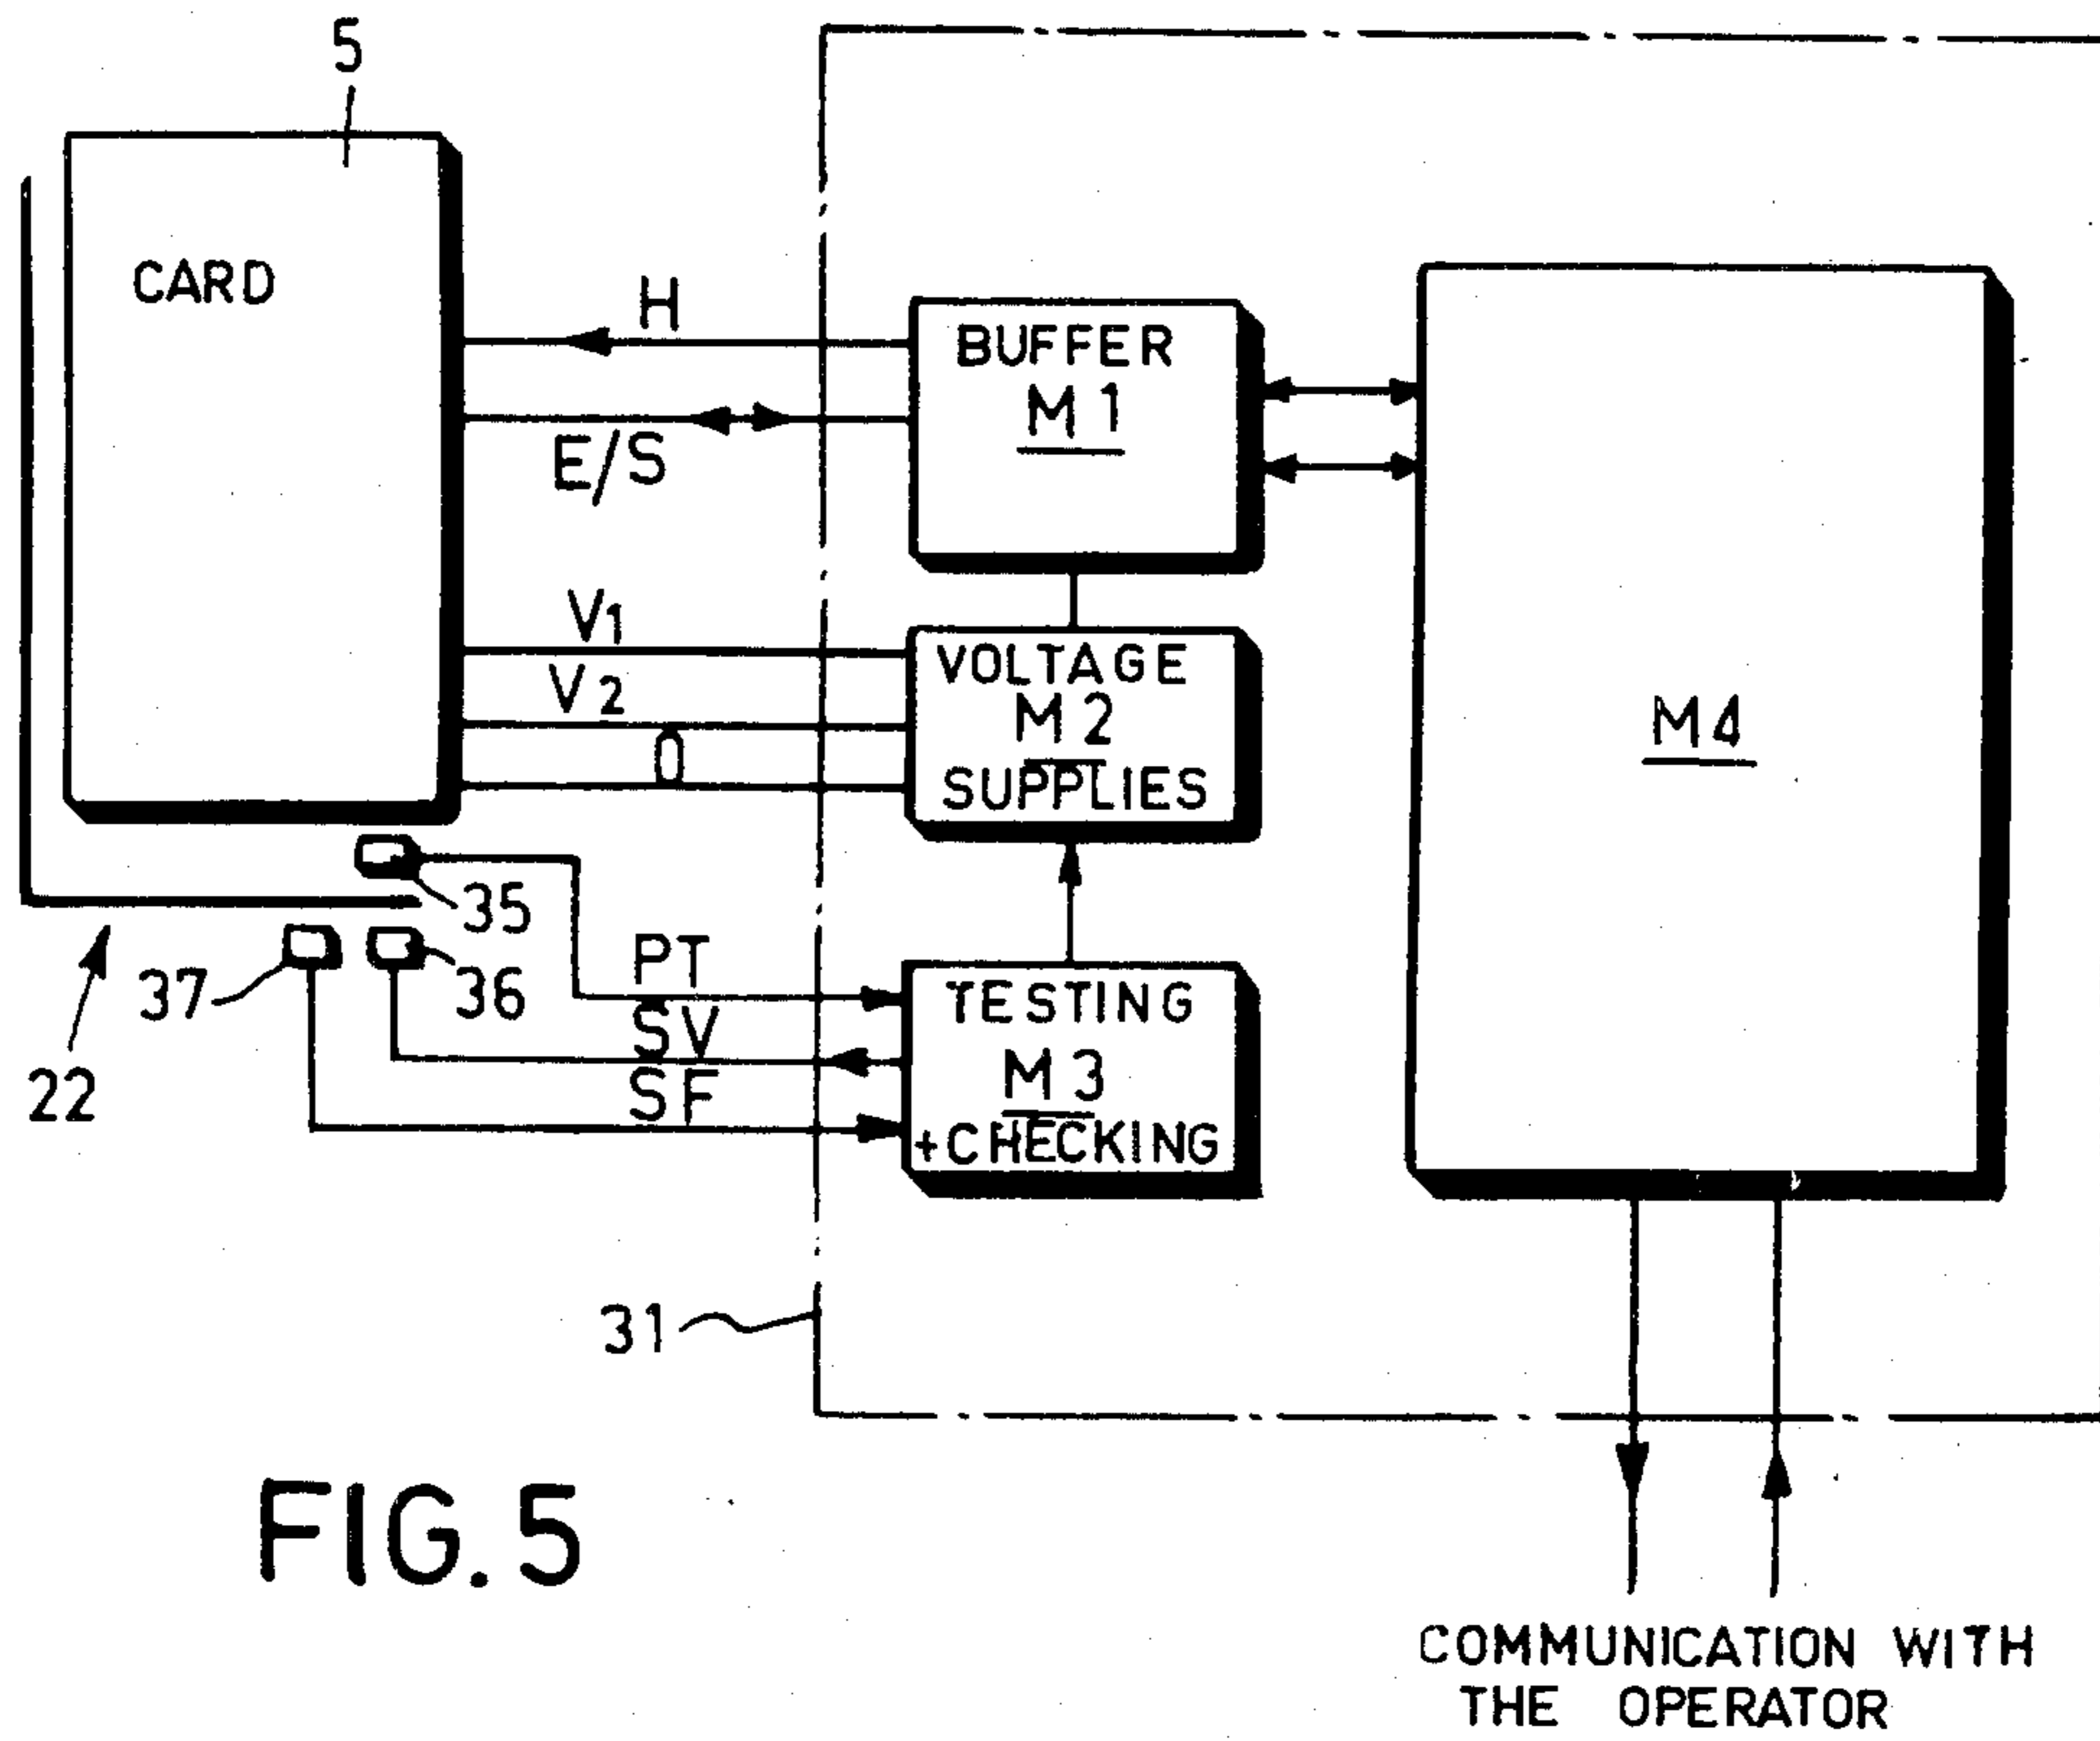 5
CARD
H
E/S
BUFFER
M1
V1
V2
0
VOLTAGE
M2
SUPPLIES
M4
35
37
36
22
PT
SV
SF
TESTING
M3
+CHECKING
31
FIG. 5
COMMUNICATION WITH
THE OPERATOR